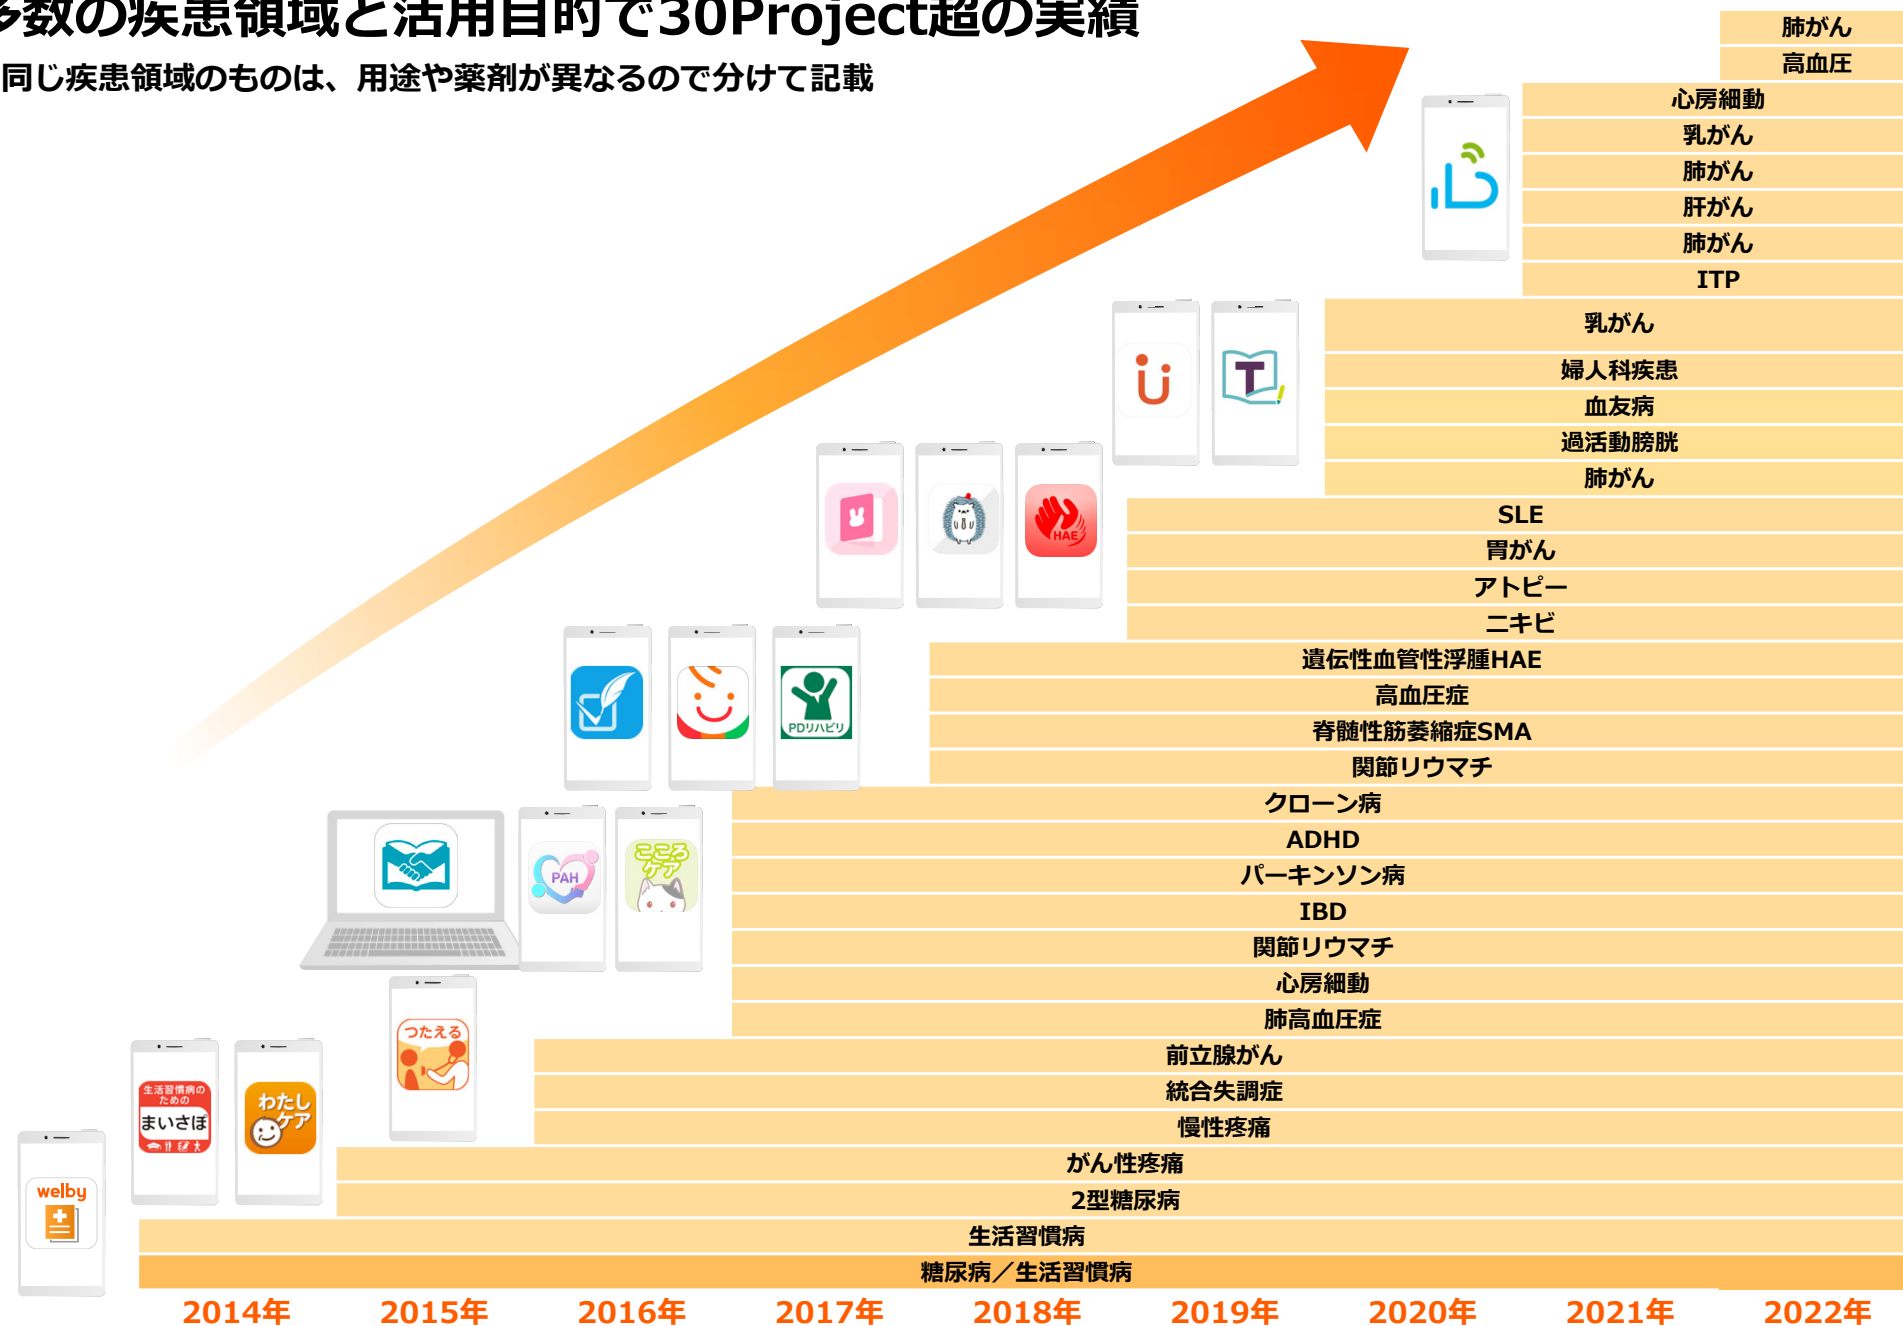 多数の疾患領域と活用目的で30Project超の実績
同じ疾患領域のものは、用途や薬剤が異なるので分けて記載
肺がん
高血圧
心房細動
乳がん
肺がん
肝がん
肺がん
ITP
乳がん
婦人科疾患
血友病
過活動膀胱
肺がん
T
SLE
胃がん
アトピー
ニキビ
HAE
遺伝性血管性浮腫HAE
高血圧症
脊髄性筋萎縮症SMA
関節リウマチ
PDリハビリ
クローン病
ADHD
パーキンソン病
IBD
関節リウマチ
心房細動
肺高血圧症
PAH
こころ
ケア
つたえる
前立腺がん
統合失調症
慢性疼痛
生活習慣病の
ための
まいさぽ
わたし
ケア
がん性疼痛
2型糖尿病
生活習慣病
糖尿病／生活習慣病
welby
2014年 2015年 2016年 2017年 2018年 2019年 2020年 2021年 2022年